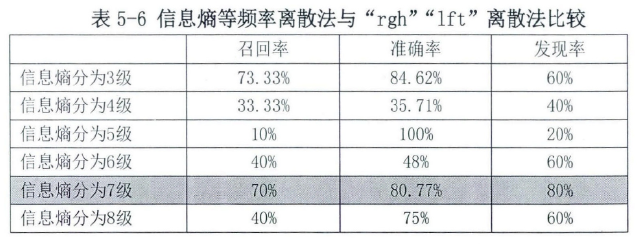 表 5-6 信息熵等频率离散法与“rgh”“lft”离散法比较
召回率 准确率 发现率
信息熵分为3级 73.33% 84.62% 60%
信息熵分为4级 33.33% 35.71% 40%
信息熵分为5级 10% 100% 20%
信息熵分为6级 40% 48% 60%
信息熵分为7级 70% 80.77% 80%
信息熵分为8级 40% 75% 60%